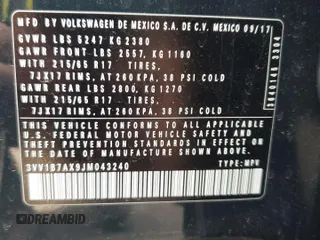 MFD BY VOLKSWAGEN DE MEXICO S.A. DE C.V. MEXICO 09/17
GVWR LBS 5247 KG 2380
GAWR FRONT LBS 2557 KG 1160
WITH 215/65 R17 TIRES,
7JX17 RIMS, AT 260 KPA, 38 PSI COLD
GAWR REAR LBS 2800, KG1270
WITH 215/65 R17 TIRES,
7JX17 RIMS, AT 260 KPA, 38 PSI COLD
THIS VEHICLE CONFORMS TO ALL APPLICABLE
U.S. FEDERAL MOTOR VEHICLE SAFETY AND
THEFT PREVENTION STANDARDS IN EFFECT ON THE
DATE OF MANUFACTURE SHOWN ABOVE.
3VV1B7AX9JM043240 TYPE: MPV
3640145 3304
DREAMBID